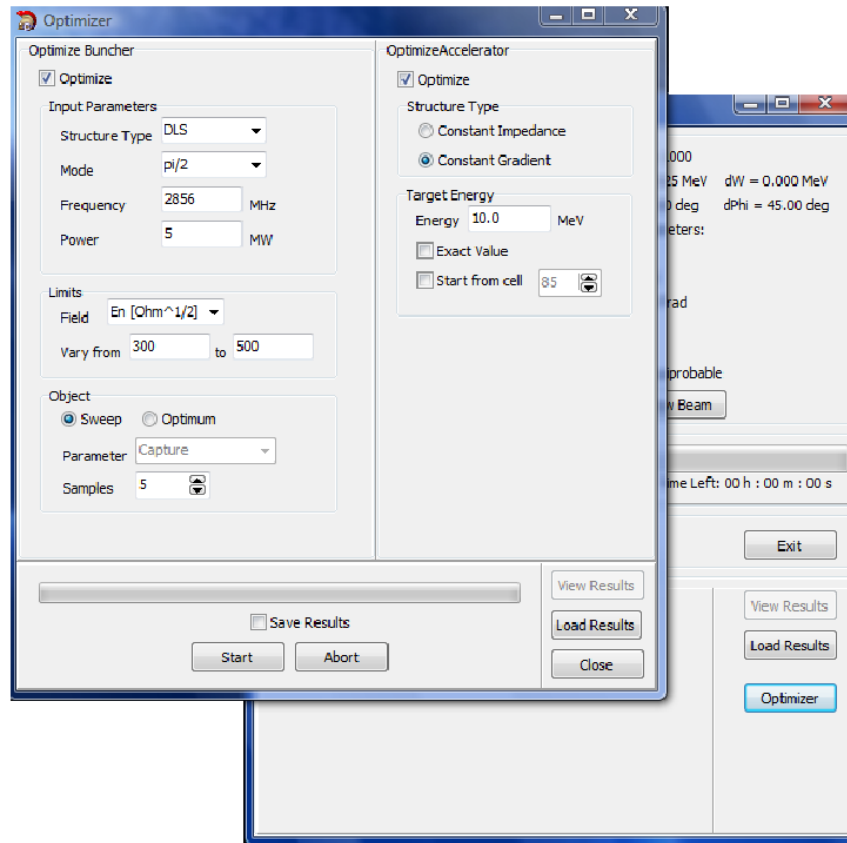 Optimizer
Optimize Buncher
Optimize
Input Parameters
Structure Type DLS
Mode pi/2
Frequency 2856 MHz
Power 5 MW
Limits
Field En [Ohm^1/2]
Vary from 300 to 500
Object
Sweep Optimum
Parameter Capture
Samples 5
OptimizeAccelerator
Optimize
Structure Type
Constant Impedance
Constant Gradient
Target Energy
Energy 10.0 MeV
Exact Value
Start from cell 85
Save Results
Start Abort
View Results
Load Results
Close
.000
25 MeV dW = 0.000 MeV
0 deg dPhi = 45.00 deg
eters:
rad
iprobable
w Beam
ime Left: 00 h : 00 m : 00 s
Exit
View Results
Load Results
Optimizer